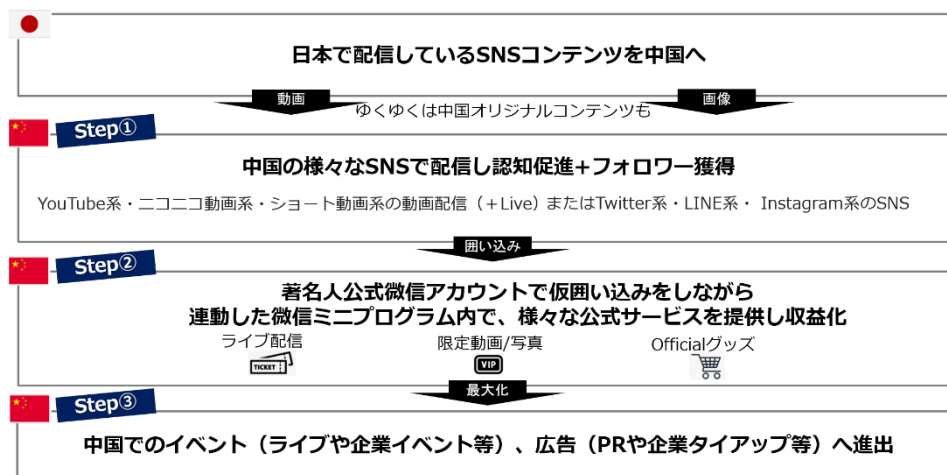 日本で配信しているSNSコンテンツを中国へ
動画
ゆくゆくは中国オリジナルコンテンツも
画像
Step①
中国の様々なSNSで配信し認知促進+フォロワー獲得
YouTube系・ニコニコ動画系・ショート動画系の動画配信（＋Live）またはTwitter系・LINE系・ Instagram系のSNS
囲い込み
Step②
著名人公式微信アカウントで仮囲い込みをしながら
連動した微信ミニプログラム内で、様々な公式サービスを提供し収益化
ライブ配信
限定動画/写真
Officialグッズ
TICKET
VIP
最大化
Step③
中国でのイベント（ライブや企業イベント等）、広告（PRや企業タイアップ等）へ進出